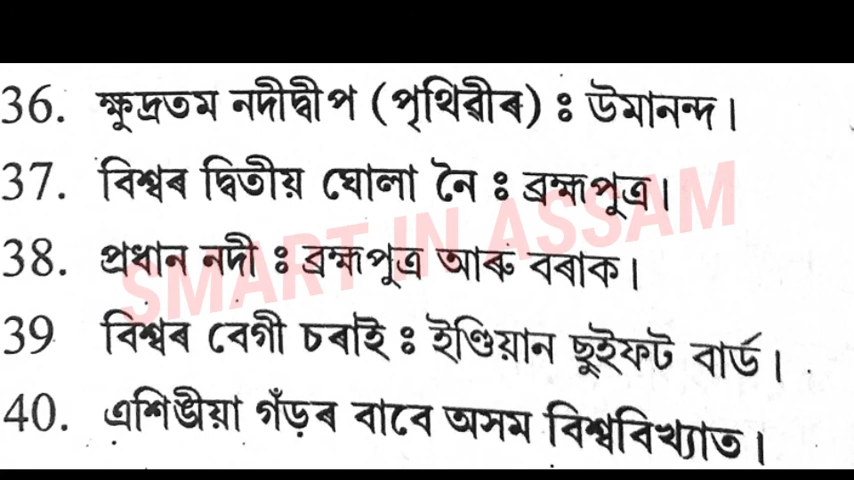 36. ক্ষুদ্ৰতম নদীদ্বীপ (পৃথিৱীৰ) ঃ উমানন্দ।
37. বিশ্বৰ দ্বিতীয় ঘোলা নৈ ঃ ব্ৰহ্মপুত্ৰ।
38. প্ৰধান নদী ঃ ব্ৰহ্মপুত্ৰ আৰু বৰাক।
39 বিশ্বৰ বেগী চৰাই ঃ ইণ্ডিয়ান ছুইফট বাৰ্ড।
40. এশিঙীয়া গঁড়ৰ বাবে অসম বিশ্ববিখ্যাত।
SMART IN ASSAM